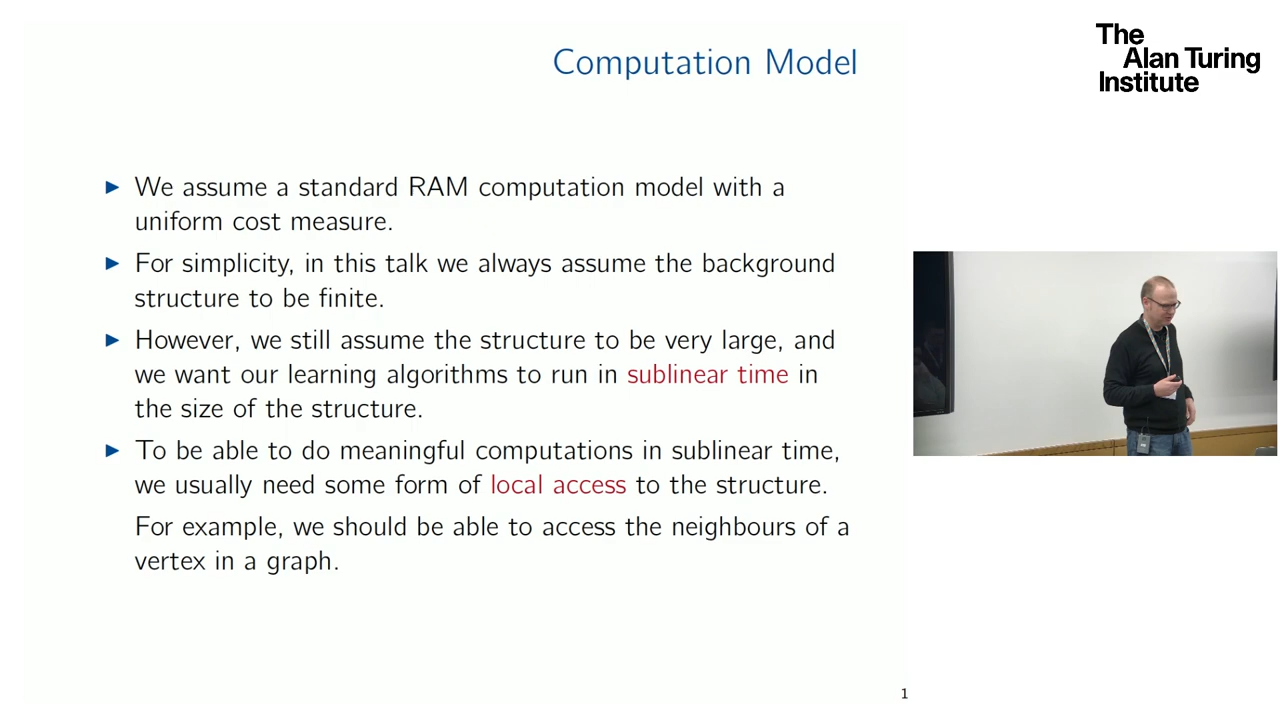 Computation Model
The
Alan Turing
Institute
► We assume a standard RAM computation model with a
uniform cost measure.
► For simplicity, in this talk we always assume the background
structure to be finite.
► However, we still assume the structure to be very large, and
we want our learning algorithms to run in sublinear time in
the size of the structure.
► To be able to do meaningful computations in sublinear time,
we usually need some form of local access to the structure.
For example, we should be able to access the neighbours of a
vertex in a graph.
1